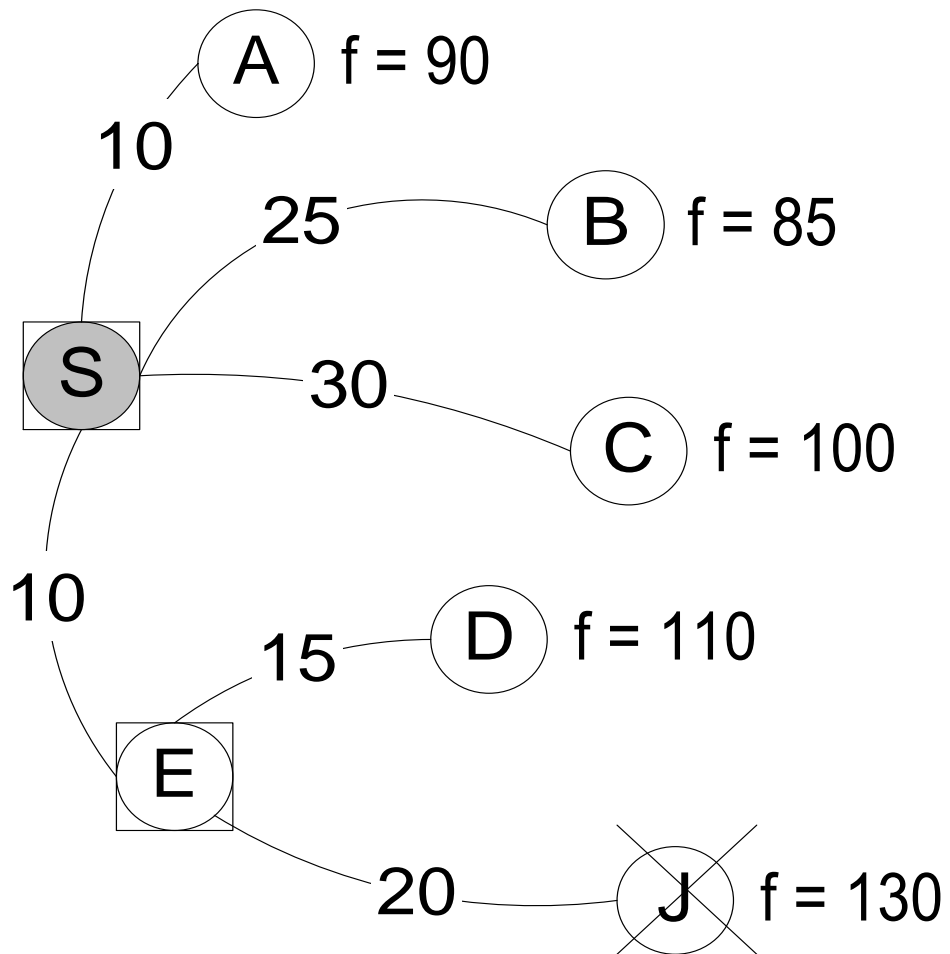 A f = 90
10
25 B f = 85
S
30 C f = 100
10
15 D f = 110
E
20 J f = 130